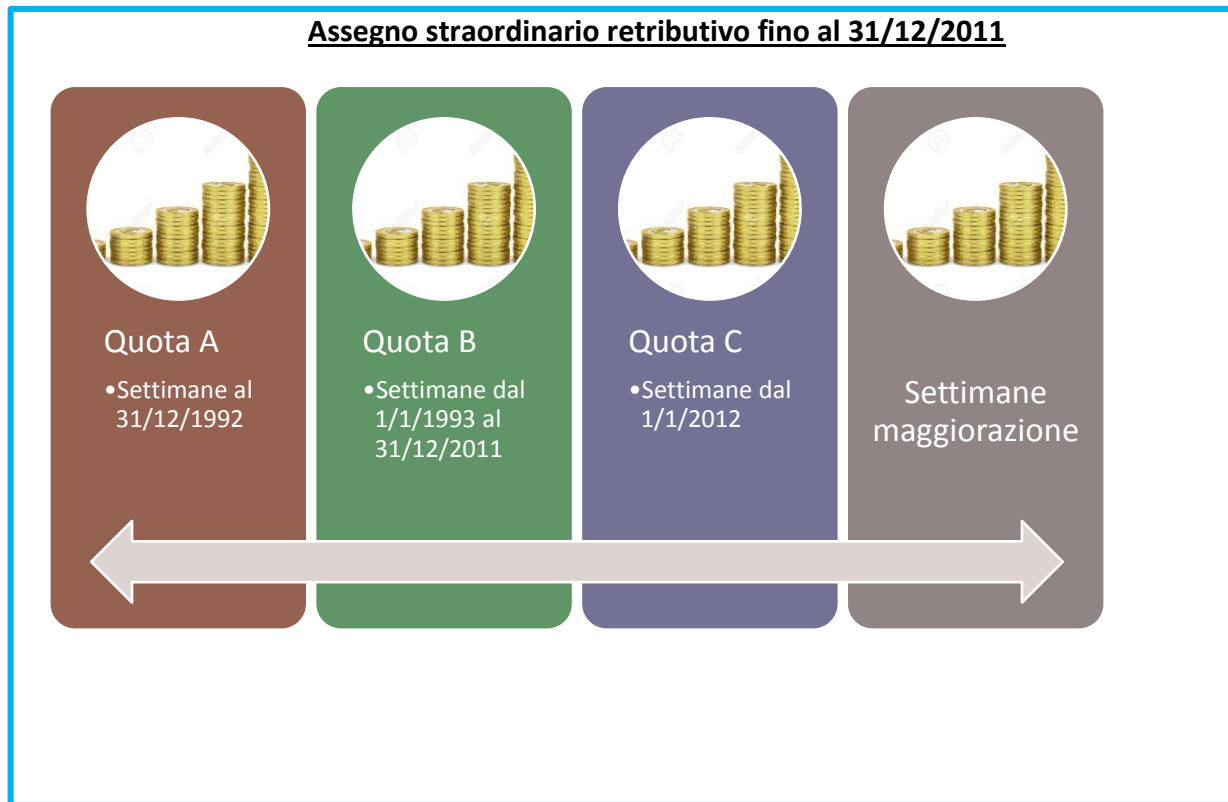 Assegno straordinario retributivo fino al 31/12/2011
Quota A
•Settimane al
31/12/1992
Quota B
•Settimane dal
1/1/1993 al
31/12/2011
Quota C
•Settimane dal
1/1/2012
Settimane
maggiorazione